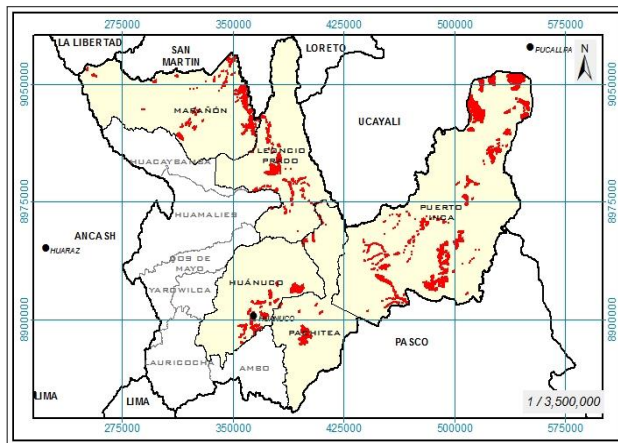 275000 350000 425000 500000 575000
LA LIBERTAD
SAN
MARTIN
LORETO
PUCALLPA
N
9050000
9050000
MARAÑÓN
UCAYALI
LEONCIO
PRADO
HUACAYBAMBA
8975000
8975000
HUAMALIES
PUERTO
INCA
ANCASH
HUARAZ
DOS DE
MAYO
YAROWILCA
HUÁNUCO
HUANUCO
8900000
8900000
PACHITEA
PASCO
LAURICOCHA
AMBO
LIMA
LIMA
1 / 3,500,000
275000 350000 425000 500000 575000